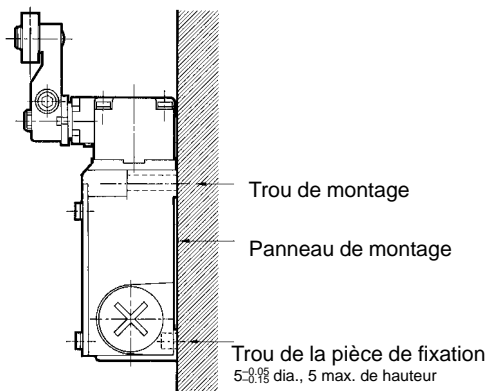 Trou de montage
Panneau de montage
Trou de la pièce de fixation
5-0.05-0.15 dia., 5 max. de hauteur